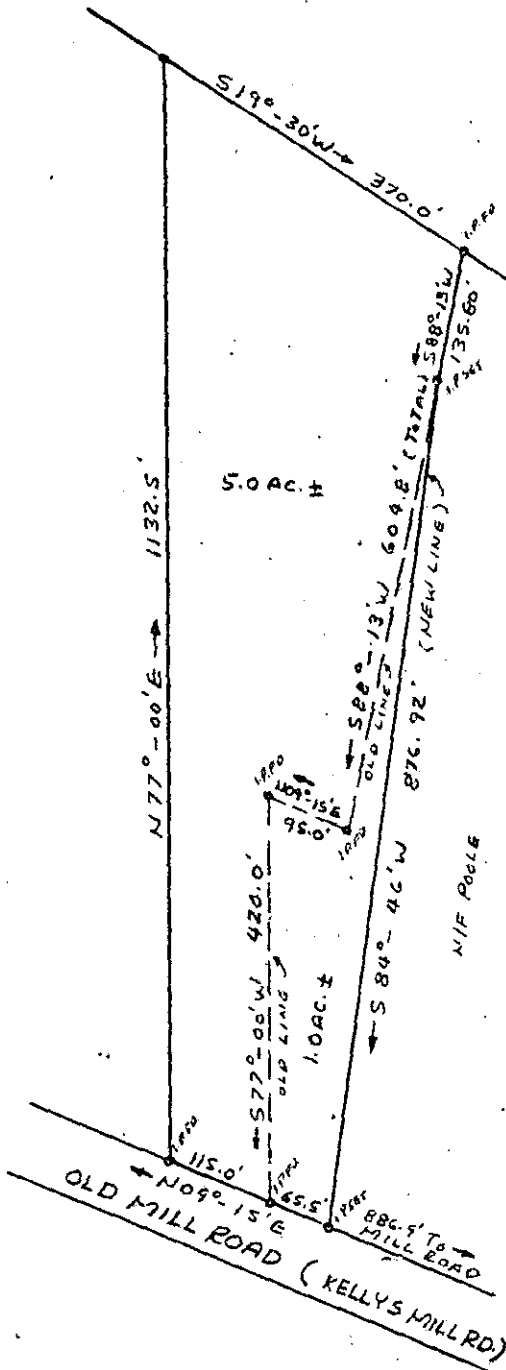 S19°-30'W→ 370.0'
I.P.FD
S88°-13'W
135.80'
I.P.SET
S88°-13'W 604.8' (TOTAL)
OLD LINE
5.0 AC.±
N77°-00'E→ 1132.5'
S84°-46'W 876.92' (NEW LINE)
I.P.FD
N09°-15'E
95.0'
I.P.FD
N/F POOLE
←S77°-00'W 420.0'
OLD LINE
1.0 AC.±
I.P.FD
115.0'
←N09°-15'E
I.P.FD
65.5'
I.P.SET
886.9' TO→
MILL ROAD
OLD MILL ROAD (KELLYS MILL RD.)